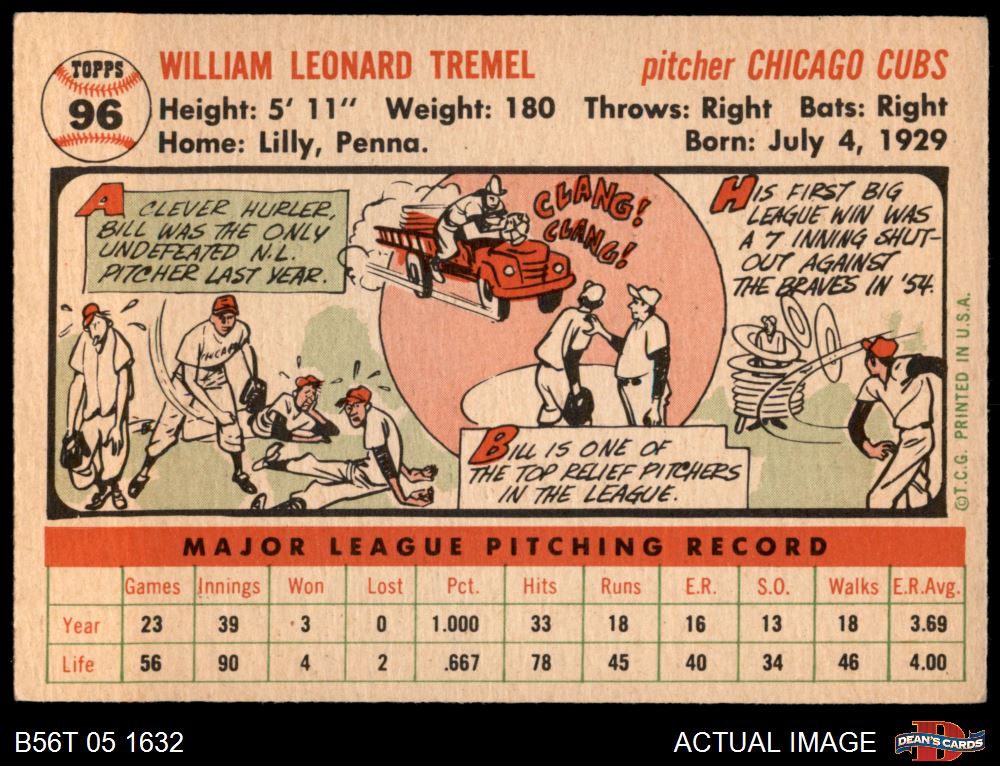 TOPPS
96
WILLIAM LEONARD TREMEL
pitcher CHICAGO CUBS
Height: 5' 11" Weight: 180 Throws: Right Bats: Right
Home: Lilly, Penna. Born: July 4, 1929
A CLEVER HURLER,
BILL WAS THE ONLY
UNDEFEATED N.L.
PITCHER LAST YEAR.
CHICAGO
CLANG!
CLANG!
BILL IS ONE OF
THE TOP RELIEF PITCHERS
IN THE LEAGUE.
HIS FIRST BIG
LEAGUE WIN WAS
A 7 INNING SHUT-
OUT AGAINST
THE BRAVES IN '54.
©T.C.G. PRINTED IN U.S.A.
MAJOR LEAGUE PITCHING RECORD
Games Innings Won Lost Pct. Hits Runs E.R. S.O. Walks E.R.Avg.
Year 23 39 3 0 1.000 33 18 16 13 18 3.69
Life 56 90 4 2 .667 78 45 40 34 46 4.00
B56T 05 1632
ACTUAL IMAGE
DEAN'S CARDS